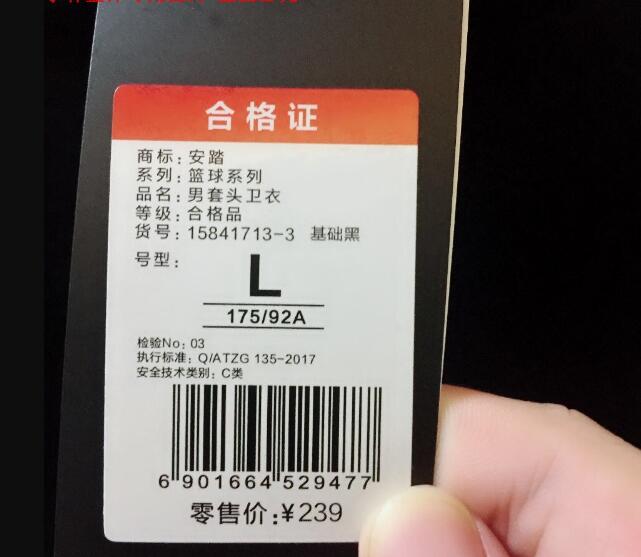 合格证
商标: 安踏
系列: 篮球系列
品名: 男套头卫衣
等级: 合格品
货号: 15841713-3 基础黑
号型: L
175/92A
检验No: 03
执行标准: Q/ATZG 135-2017
安全技术类别: C类
6 901664 529477
零售价: ¥239